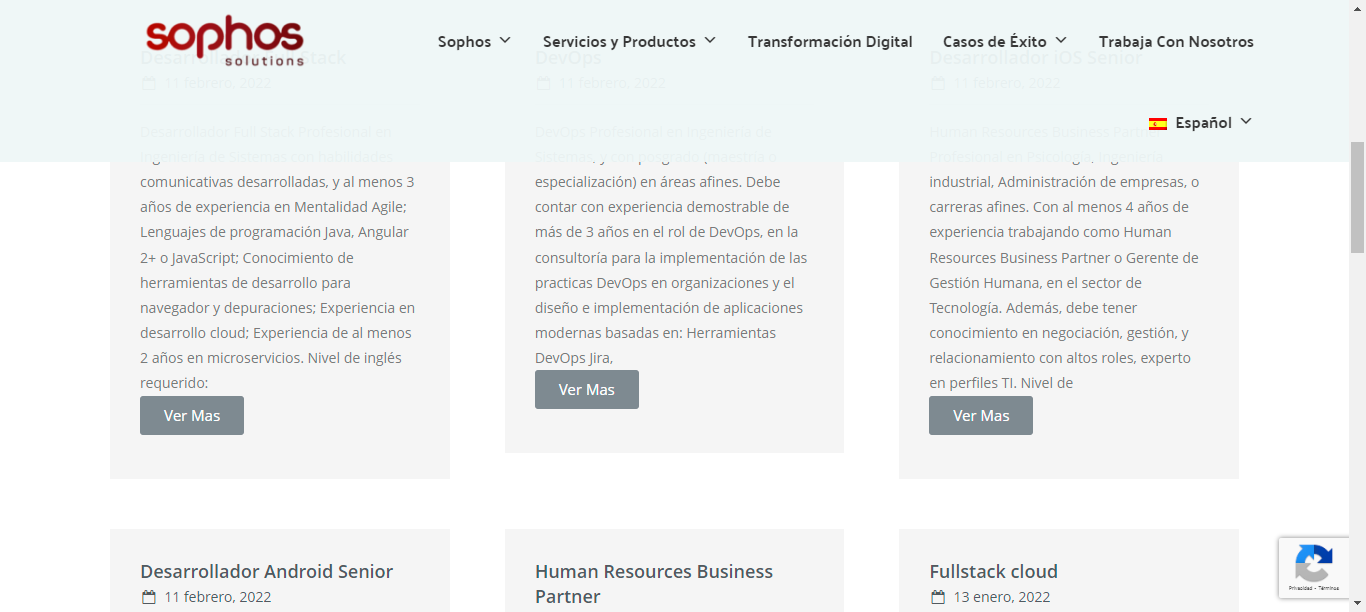 sophos
solutions
Sophos
Servicios y Productos
Transformación Digital
Casos de Éxito
Trabaja Con Nosotros
Español
Stack
11 febrero, 2022
Desarrollador Full Stack Profesional en
Ingeniería de Sistemas con habilidades
comunicativas desarrolladas, y al menos 3
años de experiencia en Mentalidad Agile;
Lenguajes de programación Java, Angular
2+ o JavaScript; Conocimiento de
herramientas de desarrollo para
navegador y depuraciones; Experiencia en
desarrollo cloud; Experiencia de al menos
2 años en microservicios. Nivel de inglés
requerido:
Ver Mas
DevOps
11 febrero, 2022
DevOps Profesional en Ingeniería de
Sistemas, y con posgrado (maestría o
especialización) en áreas afines. Debe
contar con experiencia demostrable de
más de 3 años en el rol de DevOps, en la
consultoría para la implementación de las
practicas DevOps en organizaciones y el
diseño e implementación de aplicaciones
modernas basadas en: Herramientas
DevOps Jira,
Ver Mas
Desarrollador iOS Senior
11 febrero, 2022
Human Resources Business Partner
Profesional en Psicología, Ingeniería
industrial, Administración de empresas, o
carreras afines. Con al menos 4 años de
experiencia trabajando como Human
Resources Business Partner o Gerente de
Gestión Humana, en el sector de
Tecnología. Además, debe tener
conocimiento en negociación, gestión, y
relacionamiento con altos roles, experto
en perfiles TI. Nivel de
Ver Mas
Desarrollador Android Senior
11 febrero, 2022
Human Resources Business
Partner
Fullstack cloud
13 enero, 2022
Privacidad - Términos